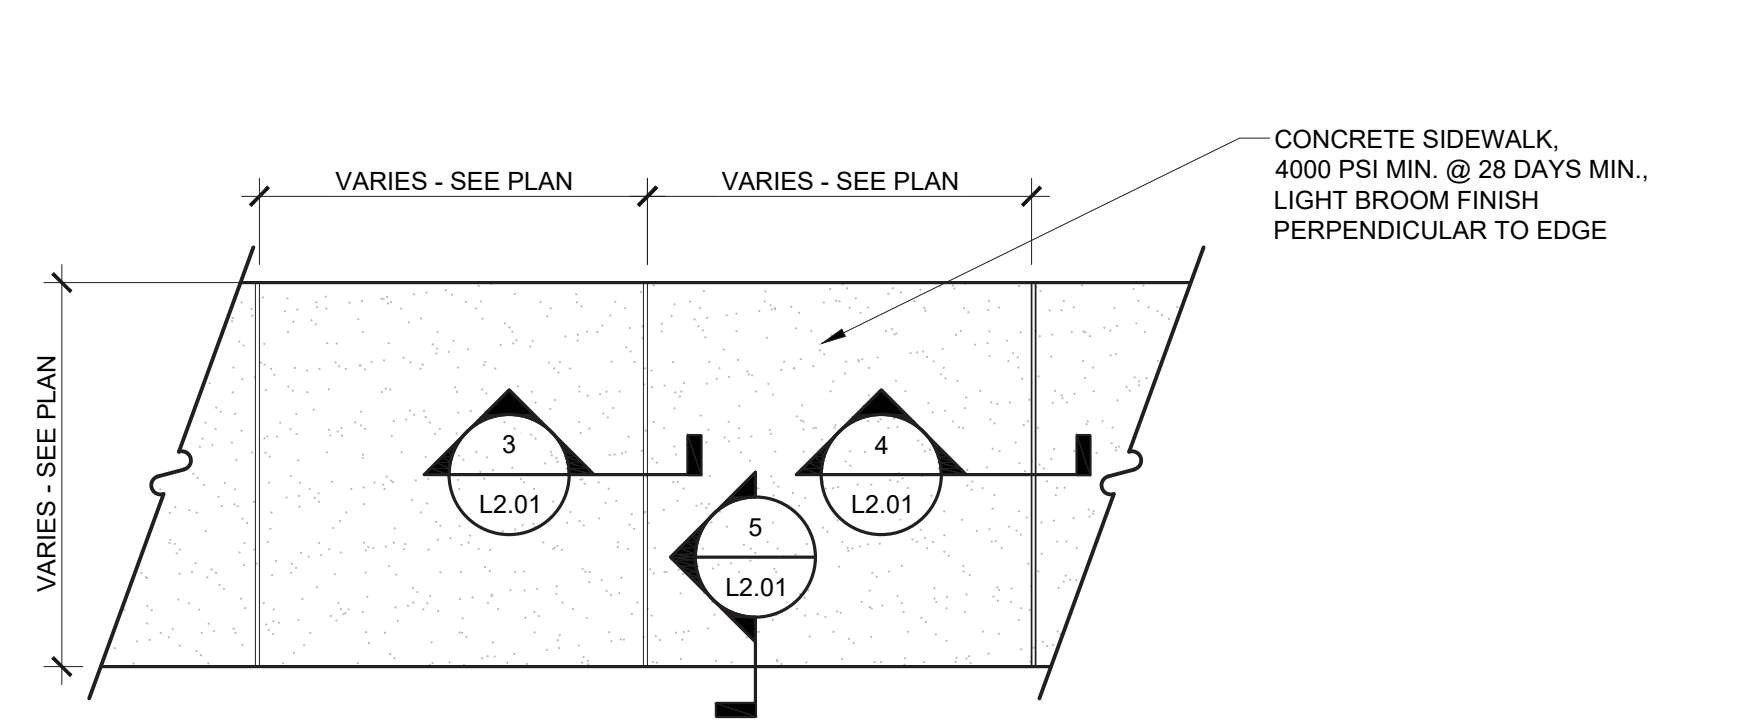 CONCRETE SIDEWALK,
4000 PSI MIN. @ 28 DAYS MIN.,
LIGHT BROOM FINISH
PERPENDICULAR TO EDGE
VARIES - SEE PLAN
VARIES - SEE PLAN
VARIES - SEE PLAN
3
L2.01
4
L2.01
5
L2.01